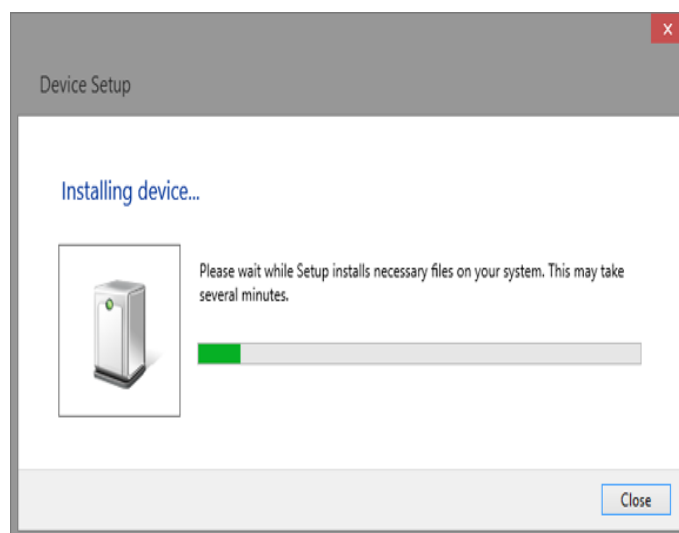 x
Device Setup
Installing device...
Please wait while Setup installs necessary files on your system. This may take
several minutes.
Close